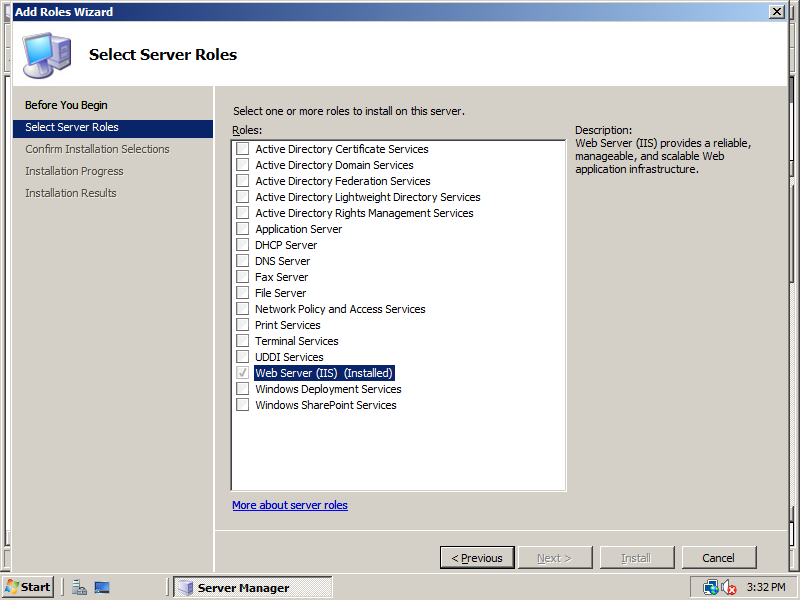 Add Roles Wizard
Select Server Roles
Before You Begin
Select Server Roles
Confirm Installation Selections
Installation Progress
Installation Results
Select one or more roles to install on this server.
Roles:
Active Directory Certificate Services
Active Directory Domain Services
Active Directory Federation Services
Active Directory Lightweight Directory Services
Active Directory Rights Management Services
Application Server
DHCP Server
DNS Server
Fax Server
File Server
Network Policy and Access Services
Print Services
Terminal Services
UDDI Services
Web Server (IIS) (Installed)
Windows Deployment Services
Windows SharePoint Services
More about server roles
Description:
Web Server (IIS) provides a reliable,
manageable, and scalable Web
application infrastructure.
< Previous
Next >
Install
Cancel
Start
Server Manager
3:32 PM